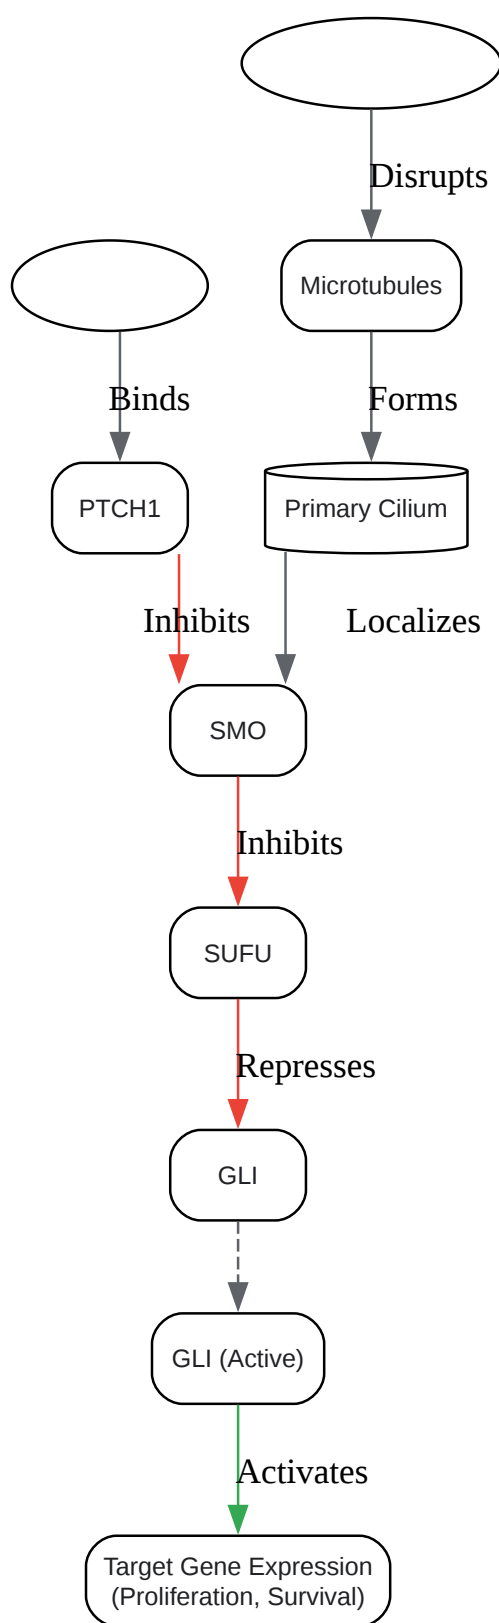 Disrupts
Microtubules
Binds
Forms
PTCH1
Primary Cilium
Inhibits
Localizes
SMO
Inhibits
SUFU
Represses
GLI
GLI (Active)
Activates
Target Gene Expression
(Proliferation, Survival)